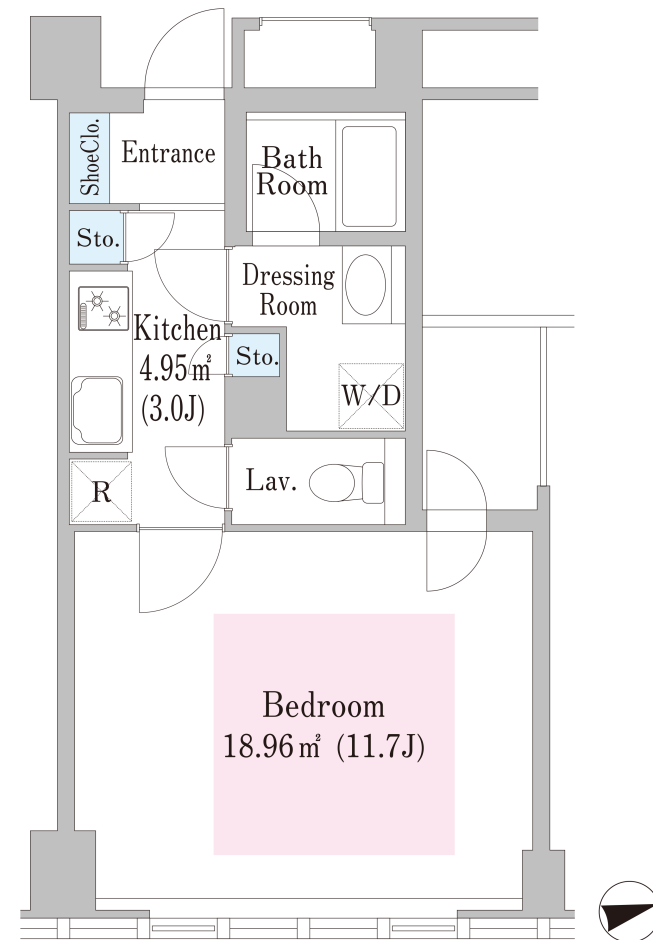 ShoeClo.
Entrance
Bath
Room
Sto.
Dressing
Room
Kitchen
4.95㎡
(3.0J)
Sto.
W/D
R
Lav.
Bedroom
18.96㎡ (11.7J)